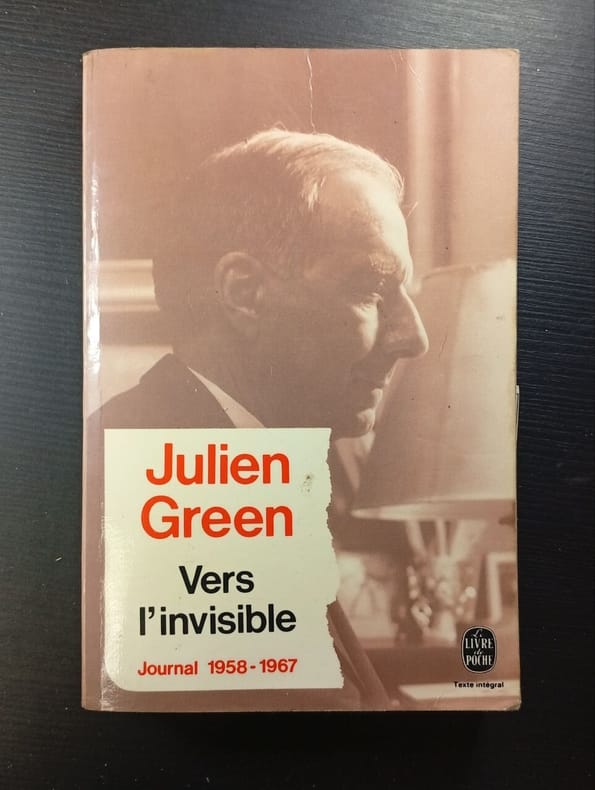 Julien
Green
Vers
l'invisible
Journal 1958-1967
Le
LIVRE
de
POCHE
Texte intégral